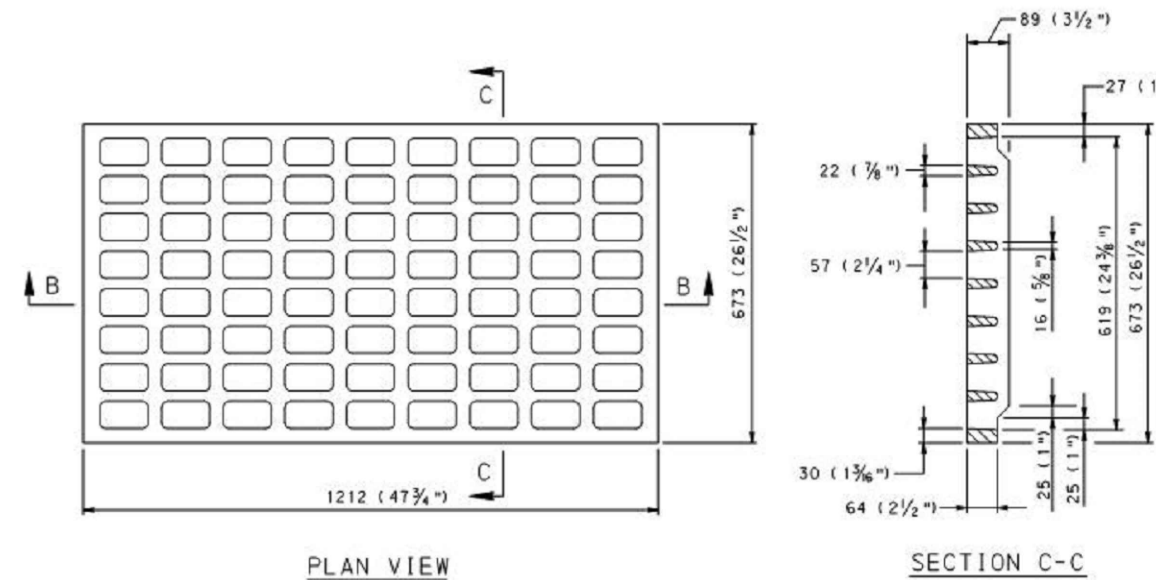 C
B
B
673 (26½")
C
1212 (47¾")
PLAN VIEW
89 (3½")
27 (1
22 (⅞")
57 (2¼")
16 (⅝")
619 (24⅜")
673 (26½")
30 (1³⁄₁₆")
25 (1")
25 (1")
64 (2½")
SECTION C-C